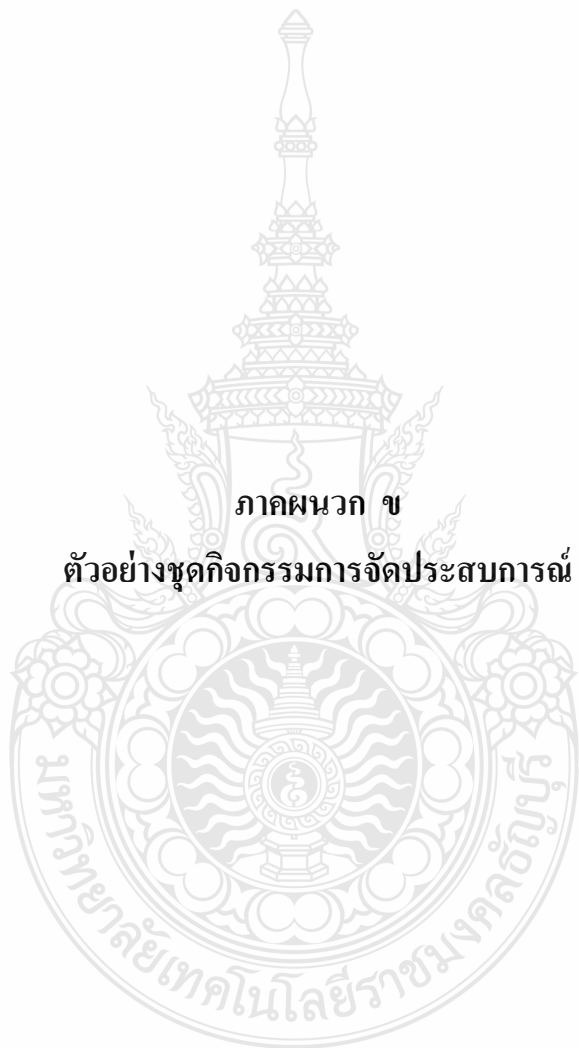 ภาคผนวก ข
ตัวอย่างชุดกิจกรรมการจัดประสบการณ์
มหาวิทยาลัยเทคโนโลยีราชมงคลธัญบุรี